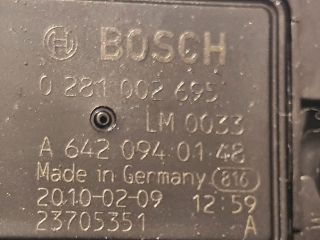 BOSCH
0 281 002 695
LM 0033
A 642 094 01 48
Made in Germany 816
2010-02-09 12:59
23705351 A